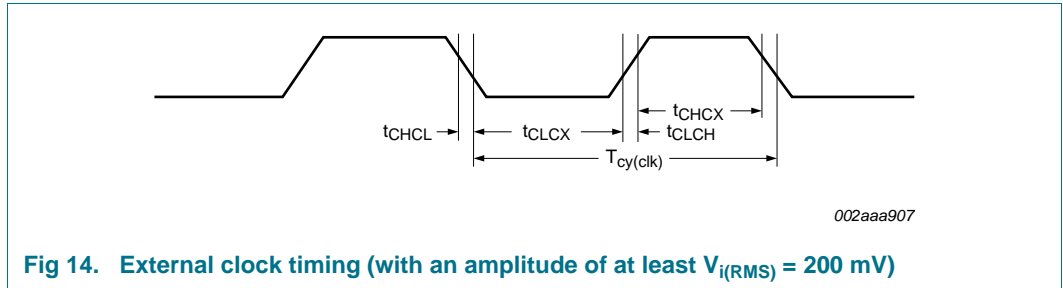 tCHCX
tCHCL tCLCX tCLCH
Tcy(clk)
002aaa907
Fig 14. External clock timing (with an amplitude of at least Vi(RMS) = 200 mV)